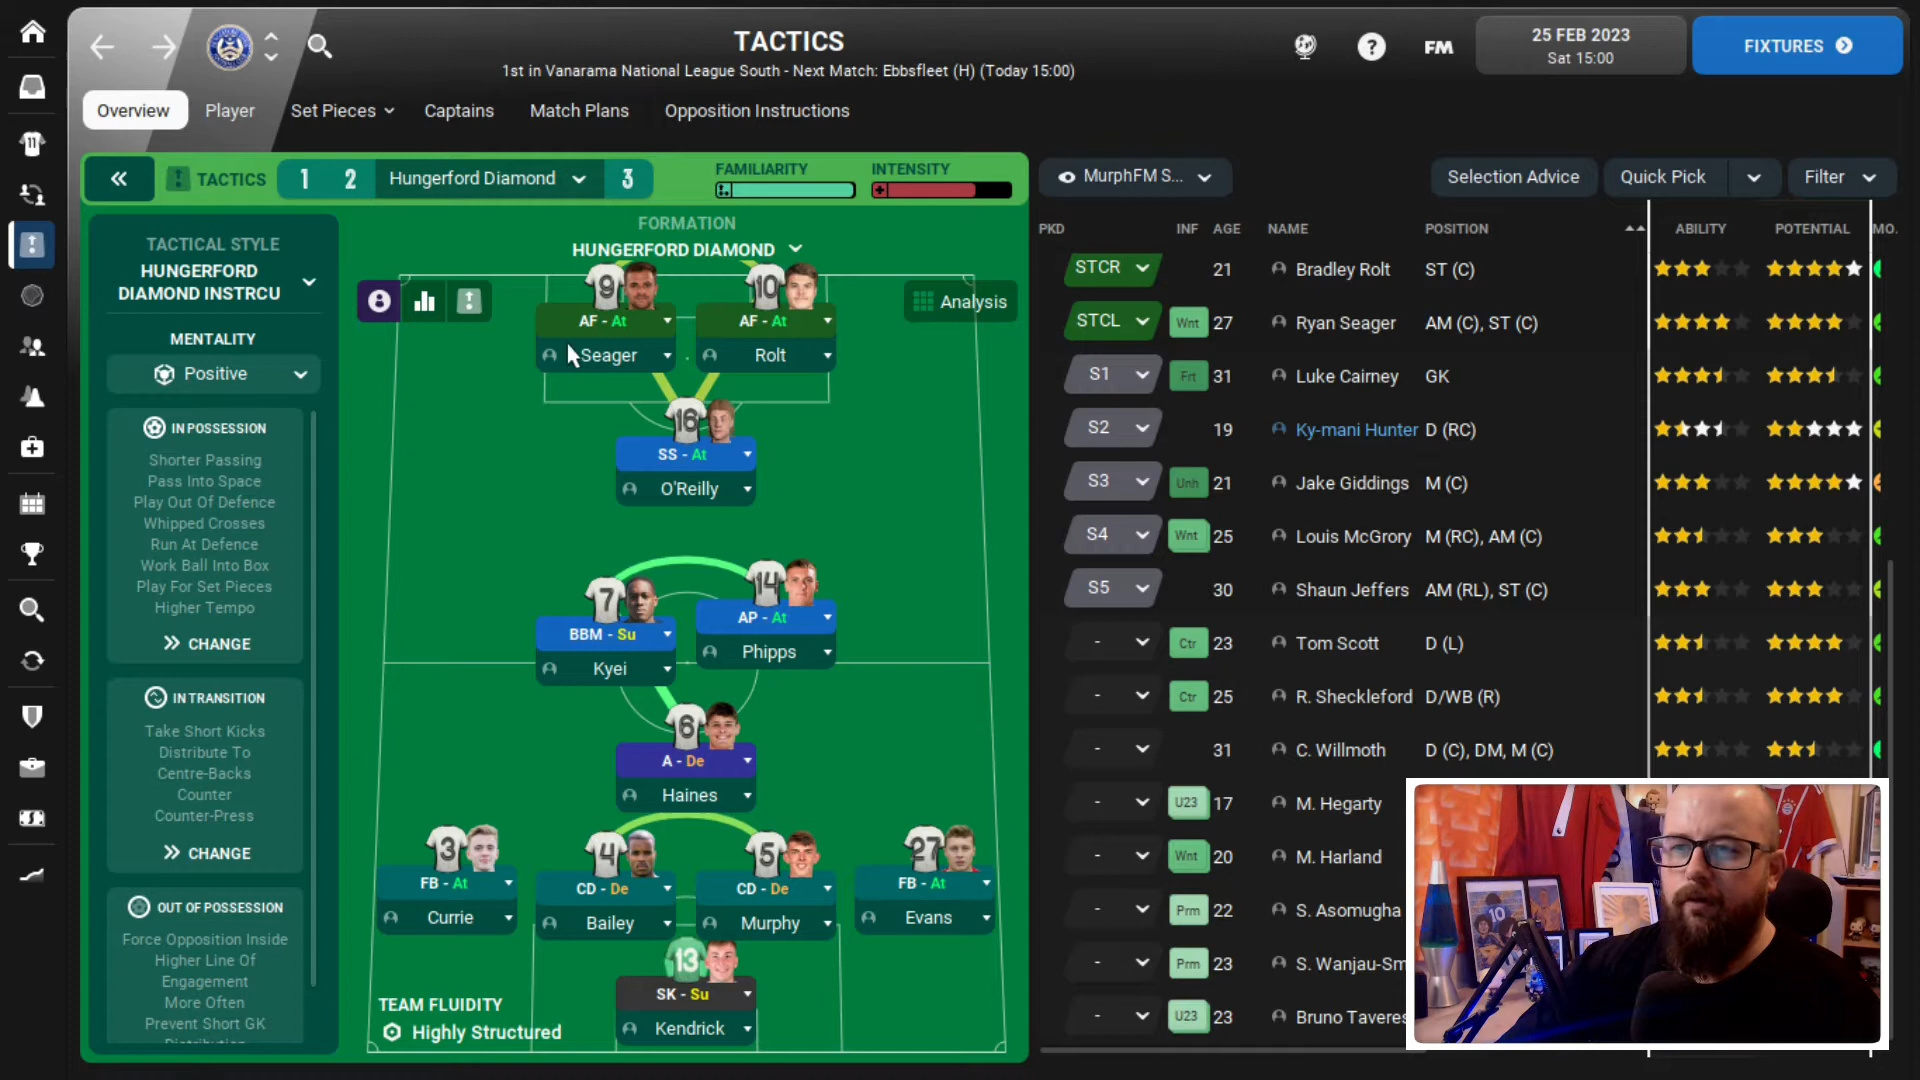 TACTICS
1st in Vanarama National League South - Next Match: Ebbsfleet (H) (Today 15:00)
FM
25 FEB 2023
Sat 15:00
FIXTURES
Overview
Player
Set Pieces
Captains
Match Plans
Opposition Instructions
TACTICS
1
2
Hungerford Diamond
3
FAMILIARITY
INTENSITY
TACTICAL STYLE
HUNGERFORD
DIAMOND INSTRCU
MENTALITY
Positive
IN POSSESSION
Shorter Passing
Pass Into Space
Play Out Of Defence
Whipped Crosses
Run At Defence
Work Ball Into Box
Play For Set Pieces
Higher Tempo
CHANGE
IN TRANSITION
Take Short Kicks
Distribute To
Centre-Backs
Counter
Counter-Press
CHANGE
OUT OF POSSESSION
Force Opposition Inside
Higher Line Of
Engagement
More Often
Prevent Short GK
Distribution
FORMATION
HUNGERFORD DIAMOND
Analysis
9
AF - At
Seager
10
AF - At
Rolt
16
SS - At
O'Reilly
7
BBM - Su
Kyei
14
AP - At
Phipps
6
A - De
Haines
3
FB - At
Currie
4
CD - De
Bailey
5
CD - De
Murphy
27
FB - At
Evans
13
SK - Su
Kendrick
TEAM FLUIDITY
Highly Structured
MurphFM S...
Selection Advice
Quick Pick
Filter
PKD INF AGE NAME POSITION ABILITY POTENTIAL MO.
STCR 21 Bradley Rolt ST (C)
STCL Wnt 27 Ryan Seager AM (C), ST (C)
S1 Frt 31 Luke Cairney GK
S2 19 Ky-mani Hunter D (RC)
S3 Unh 21 Jake Giddings M (C)
S4 Wnt 25 Louis McGrory M (RC), AM (C)
S5 30 Shaun Jeffers AM (RL), ST (C)
- Ctr 23 Tom Scott D (L)
- Ctr 25 R. Sheckleford D/WB (R)
- 31 C. Willmoth D (C), DM, M (C)
- U23 17 M. Hegarty
- Wnt 20 M. Harland
- Prm 22 S. Asomugha
- Prm 23 S. Wanjau-Sm
- U23 23 Bruno Tavares